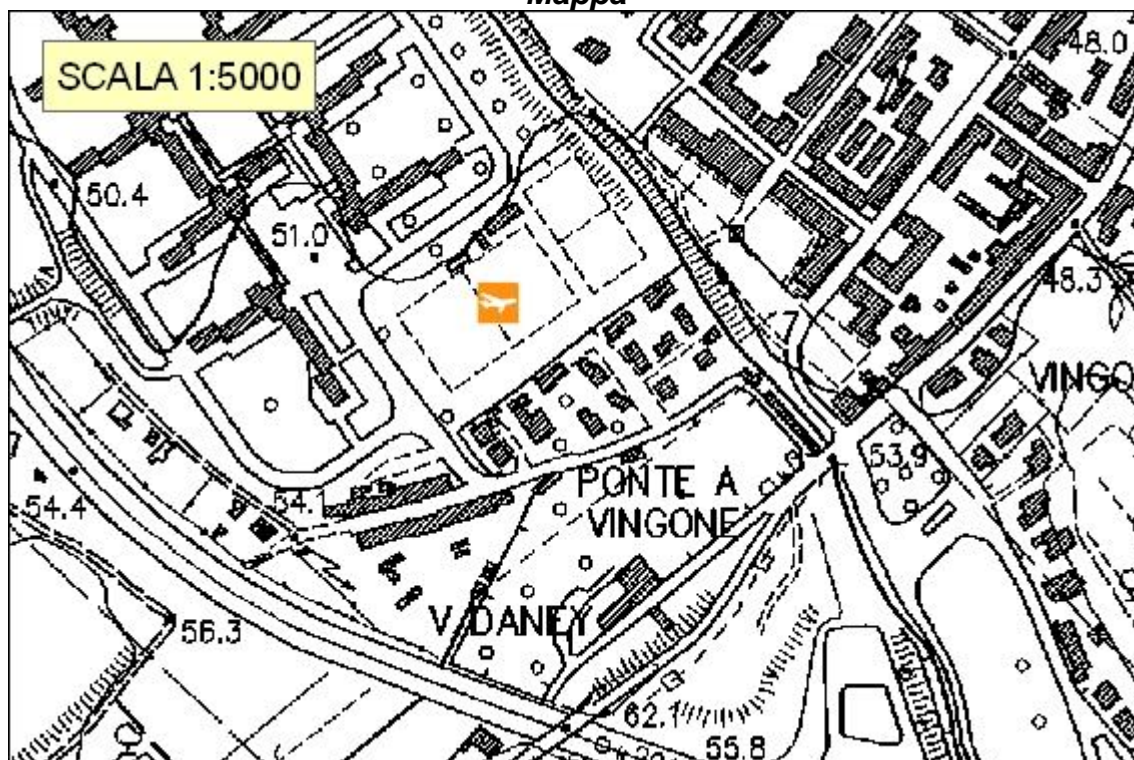 Mappa
SCALA 1:5000
48.0
50.4
51.0
48.3
VINGO
53.9
PONTE A
VINGONE
54.4
54.1
V. DANEY
56.3
62.1
55.8